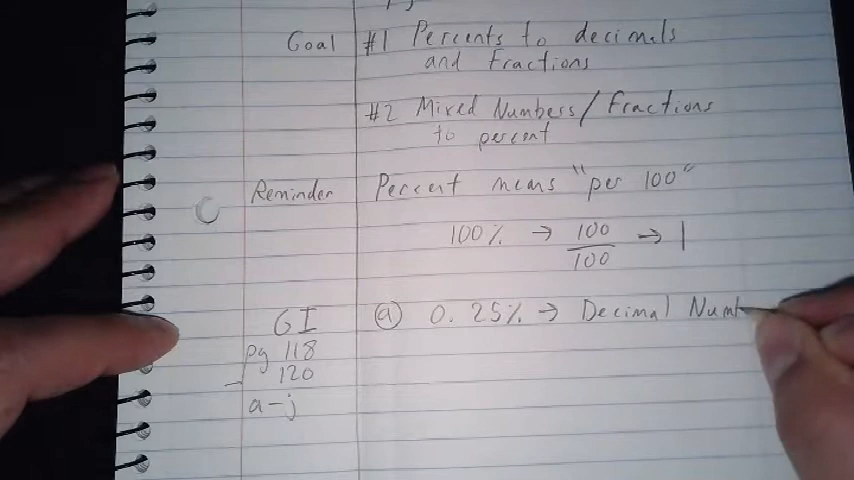 Goal #1 Percents to decimals
and Fractions
#2 Mixed Numbers/Fractions
to percent
Reminder Percent means "per 100"
100% → 100/100 → 1
GI
pg 118
- 120
a-j
(a) 0.25% → Decimal Num